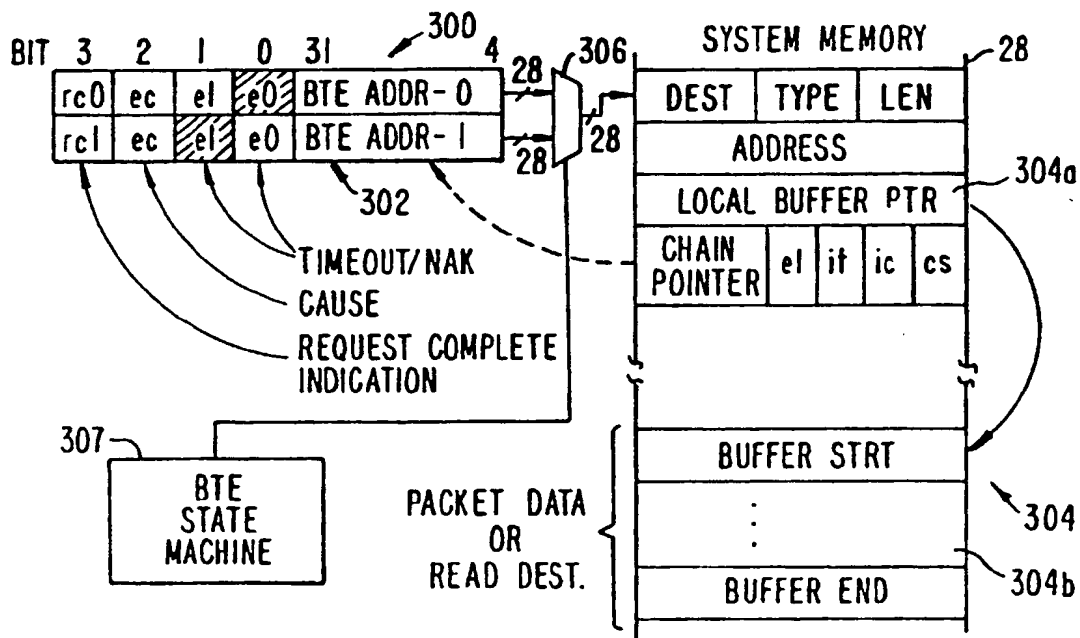 BIT 3 2 1 0 31 4
300
306
SYSTEM MEMORY
28
rc0 ec e1 e0 BTE ADDR-0
28
rc1 ec e1 e0 BTE ADDR-1
28
28
302
DEST TYPE LEN
ADDRESS
LOCAL BUFFER PTR
304a
CHAIN POINTER el if ic cs
TIMEOUT/NAK
CAUSE
REQUEST COMPLETE
INDICATION
307
BTE
STATE
MACHINE
PACKET DATA
OR
READ DEST.
BUFFER STRT
304
304b
BUFFER END